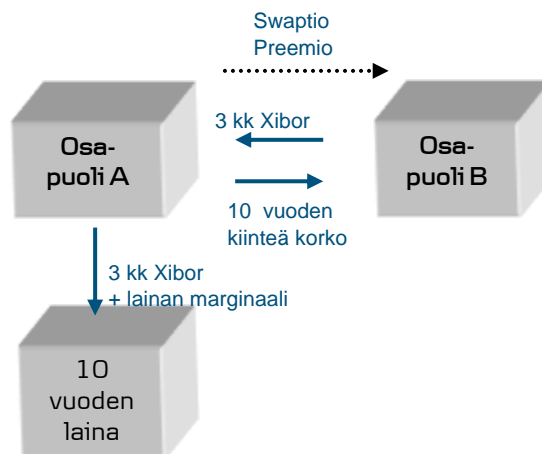 Swaptio
Preemio
3 kk Xibor
Osa-
puoli A
Osa-
puoli B
10 vuoden
kiinteä korko
3 kk Xibor
+ lainan marginaali
10
vuoden
laina